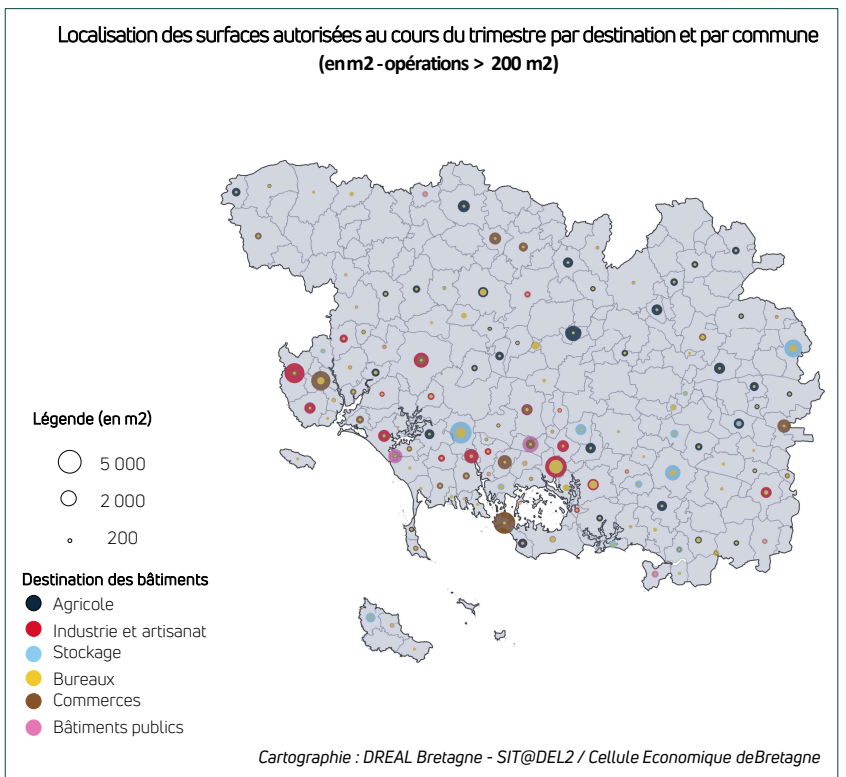 Localisation des surfaces autorisées au cours du trimestre par destination et par commune
(en m2 - opérations > 200 m2)
Légende (en m2)
5 000
2 000
200
Destination des bâtiments
Agricole
Industrie et artisanat
Stockage
Bureaux
Commerces
Bâtiments publics
Cartographie : DREAL Bretagne - SIT@DEL2 / Cellule Economique deBretagne